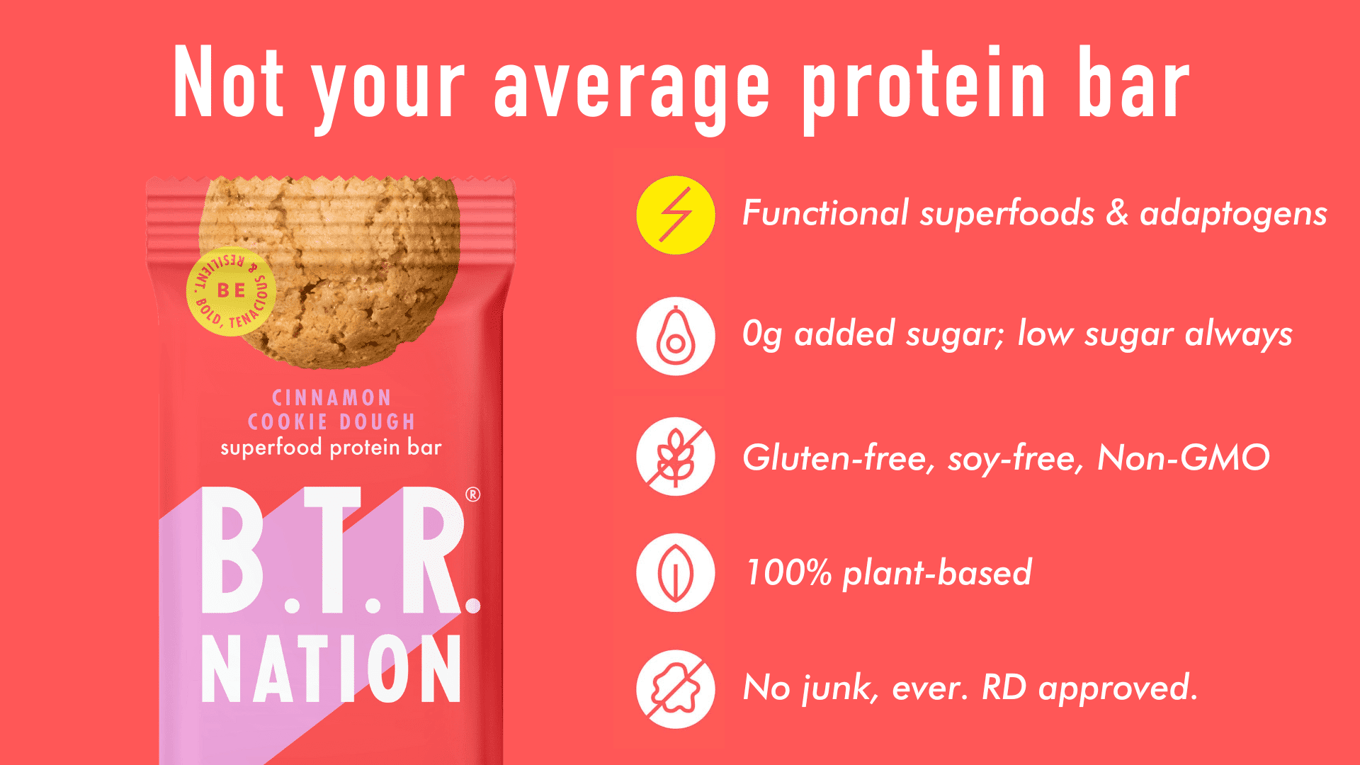 Not your average protein bar
BE
BOLD, TENACIOUS & RESILIENT.
CINNAMON
COOKIE DOUGH
superfood protein bar
B.T.R.®
NATION
Functional superfoods & adaptogens
0g added sugar; low sugar always
Gluten-free, soy-free, Non-GMO
100% plant-based
No junk, ever. RD approved.